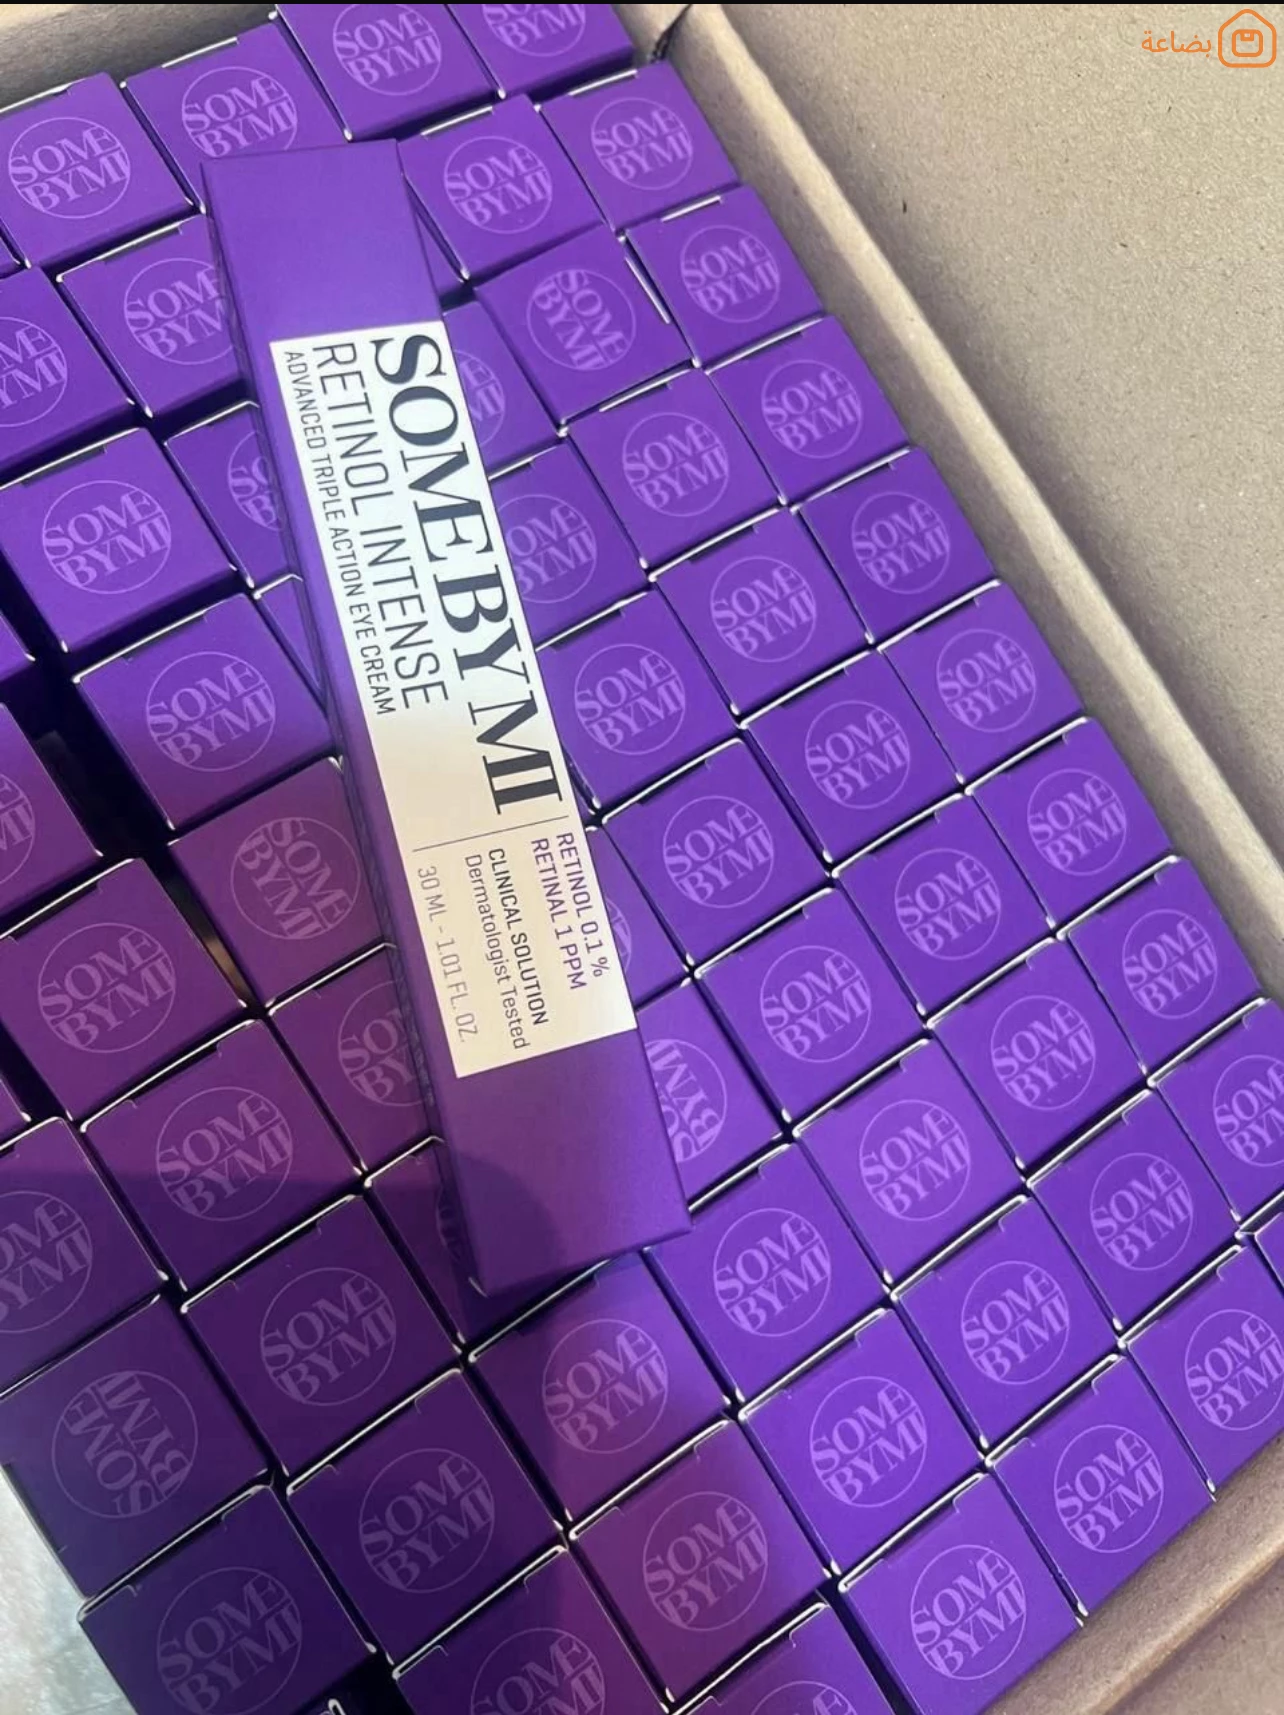 بضاعة
SOME BY MI
RETINOL INTENSE
ADVANCED TRIPLE ACTION EYE CREAM
RETINOL 0.1 %
RETINAL 1 PPM
CLINICAL SOLUTION
Dermatologist Tested
30 ML - 1.01 FL. OZ.
SOME
BY MI